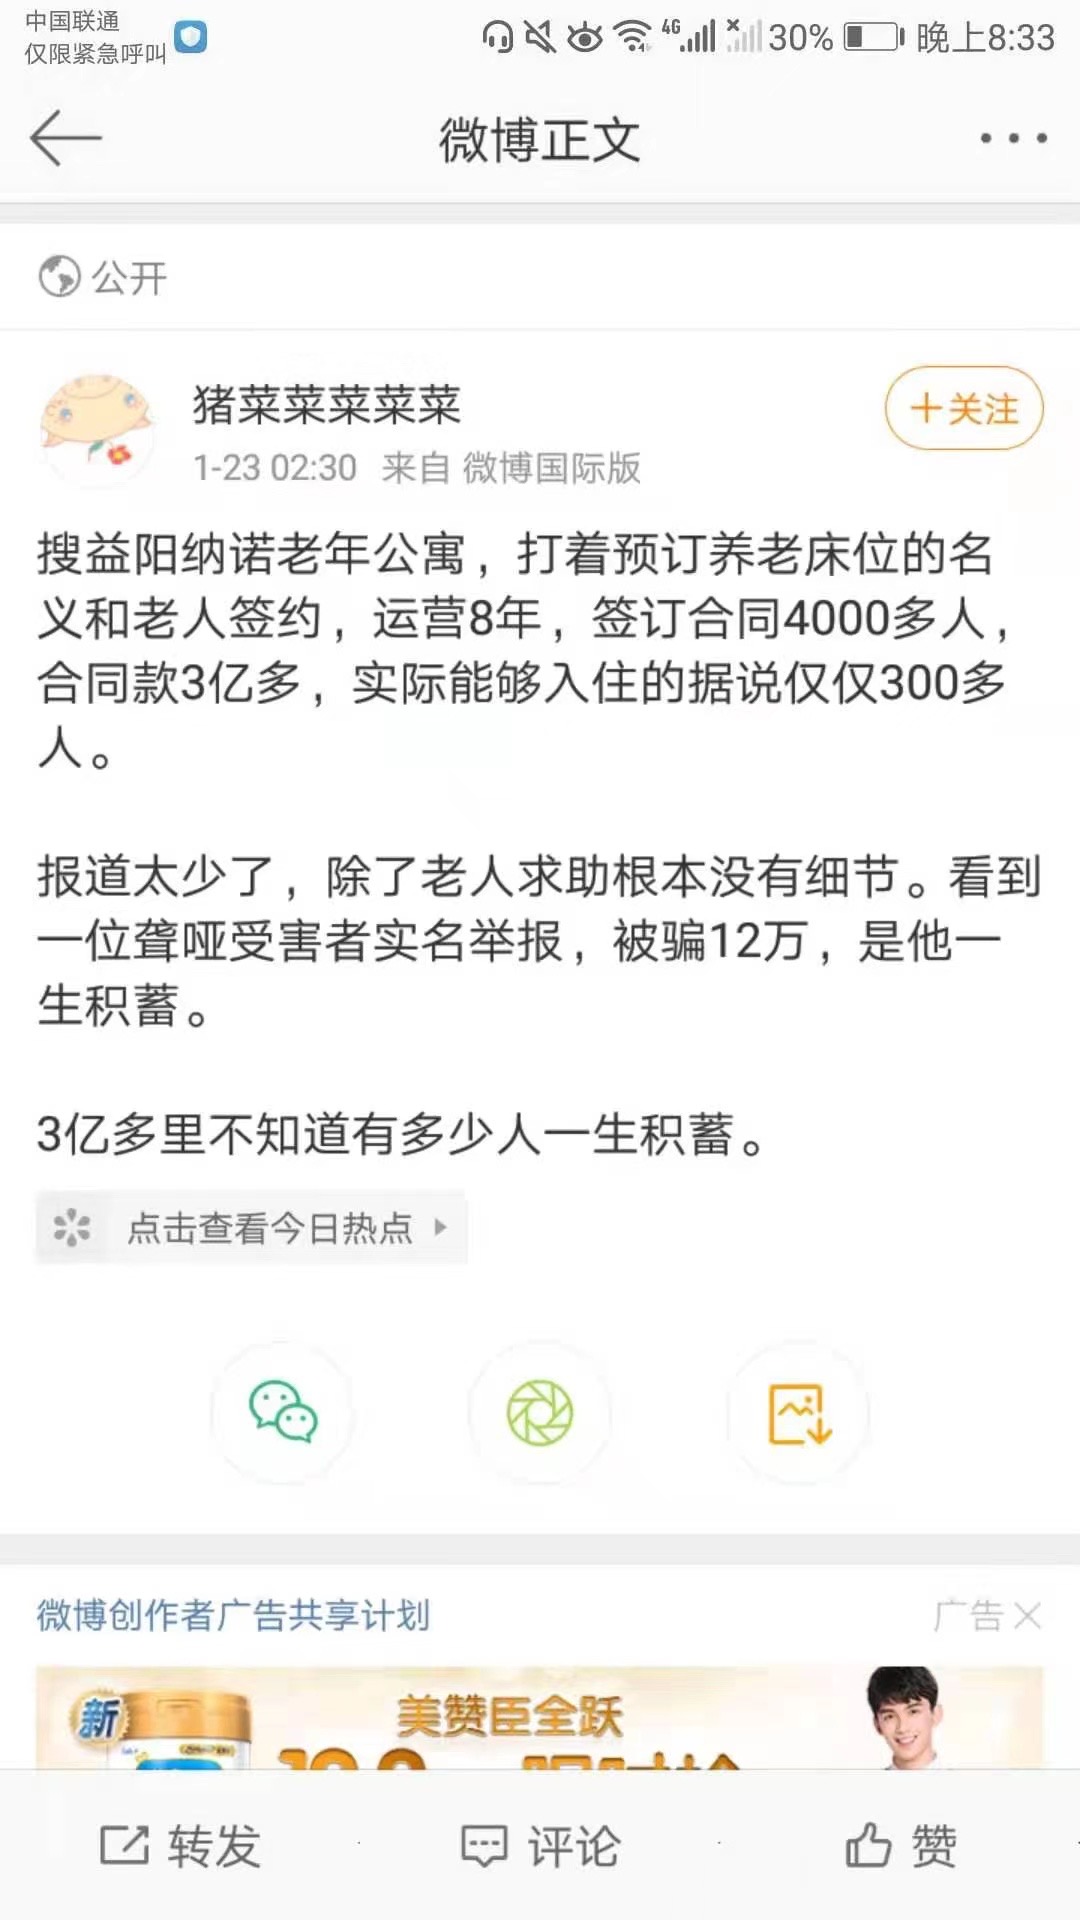 中国联通
仅限紧急呼叫
4G 30% 晚上8:33
微博正文
公开
猪菜菜菜菜菜
+关注
1-23 02:30 来自 微博国际版
搜益阳纳诺老年公寓，打着预订养老床位的名
义和老人签约，运营8年，签订合同4000多人，
合同款3亿多，实际能够入住的据说仅仅300多
人。
报道太少了，除了老人求助根本没有细节。看到
一位聋哑受害者实名举报，被骗12万，是他一
生积蓄。
3亿多里不知道有多少人一生积蓄。
点击查看今日热点
微博创作者广告共享计划
广告
新
美赞臣全跃
转发
评论
赞